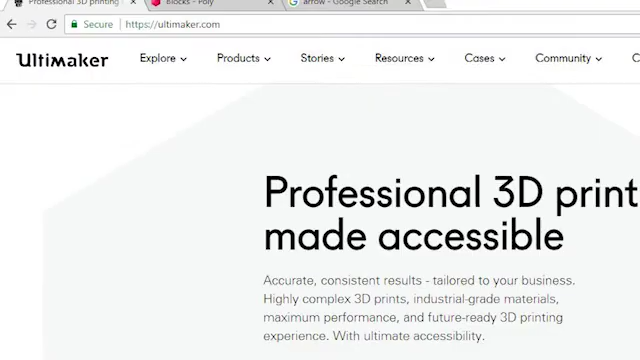 Professional 3D printing
Blocks - Poly
arrow - Google Search
Secure
https://ultimaker.com
Ultimaker
Explore
Products
Stories
Resources
Cases
Community
C
Professional 3D print
made accessible
Accurate, consistent results - tailored to your business.
Highly complex 3D prints, industrial-grade materials,
maximum performance, and future-ready 3D printing
experience. With ultimate accessibility.